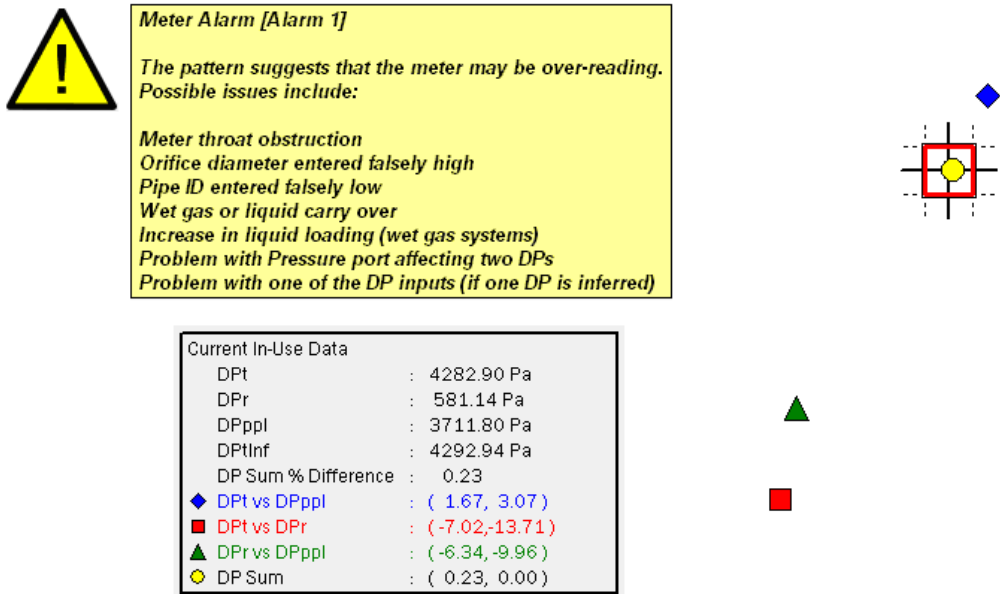 !
Meter Alarm [Alarm 1]
The pattern suggests that the meter may be over-reading.
Possible issues include:
Meter throat obstruction
Orifice diameter entered falsely high
Pipe ID entered falsely low
Wet gas or liquid carry over
Increase in liquid loading (wet gas systems)
Problem with Pressure port affecting two DPs
Problem with one of the DP inputs (if one DP is inferred)
Current In-Use Data
DPt : 4282.90 Pa
DPr : 581.14 Pa
DPppl : 3711.80 Pa
DPtInf : 4292.94 Pa
DP Sum % Difference : 0.23
DPt vs DPppl : ( 1.67, 3.07)
DPt vs DPr : (-7.02,-13.71)
DPr vs DPppl : (-6.34, -9.96)
DP Sum : ( 0.23, 0.00)